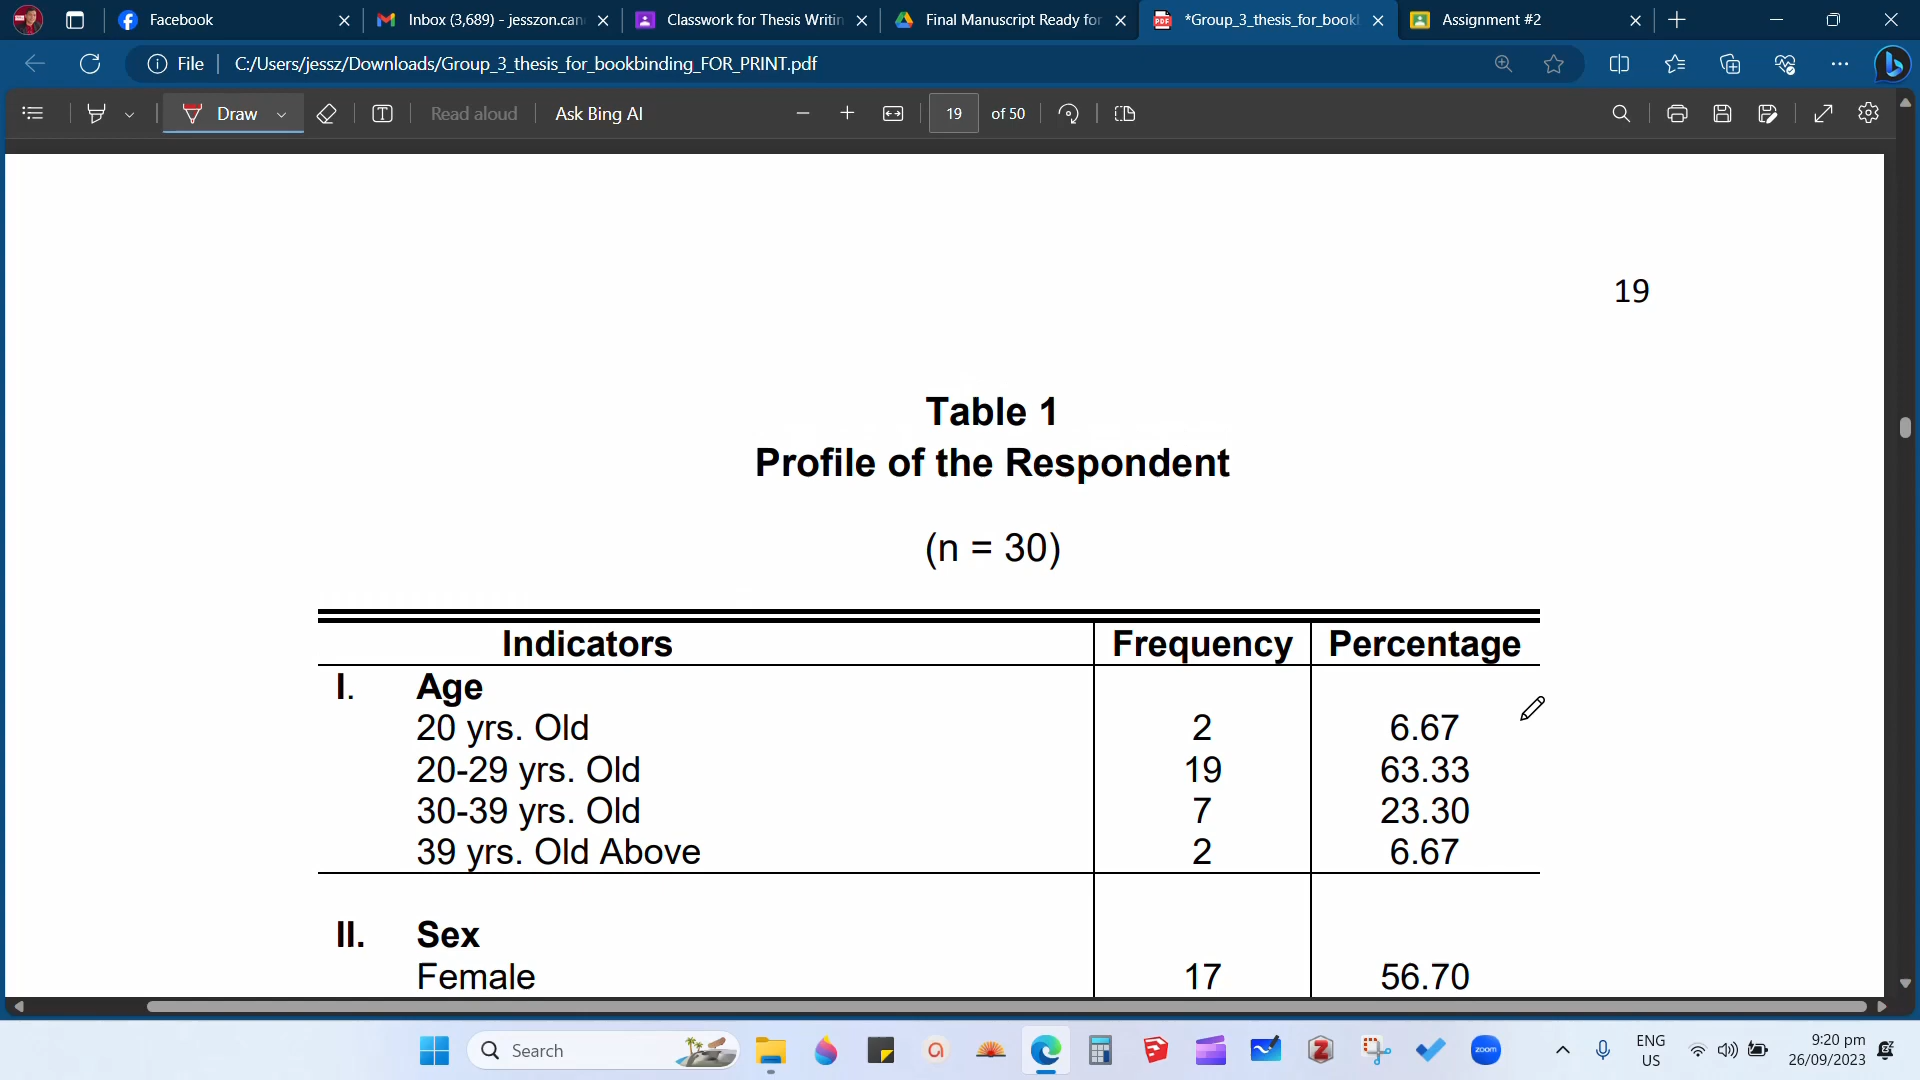 Facebook
Inbox (3,689) - jesszon.can
Classwork for Thesis Writin
Final Manuscript Ready for
*Group_3_thesis_for_book
Assignment #2
File
C:/Users/jessz/Downloads/Group_3_thesis_for_bookbinding_FOR_PRINT.pdf
Draw
Read aloud
Ask Bing AI
19 of 50
19
Table 1
Profile of the Respondent
(n = 30)
Indicators Frequency Percentage
I. Age
20 yrs. Old 2 6.67
20-29 yrs. Old 19 63.33
30-39 yrs. Old 7 23.30
39 yrs. Old Above 2 6.67
II. Sex
Female 17 56.70
Search
zoom
ENG
US
9:20 pm
26/09/2023